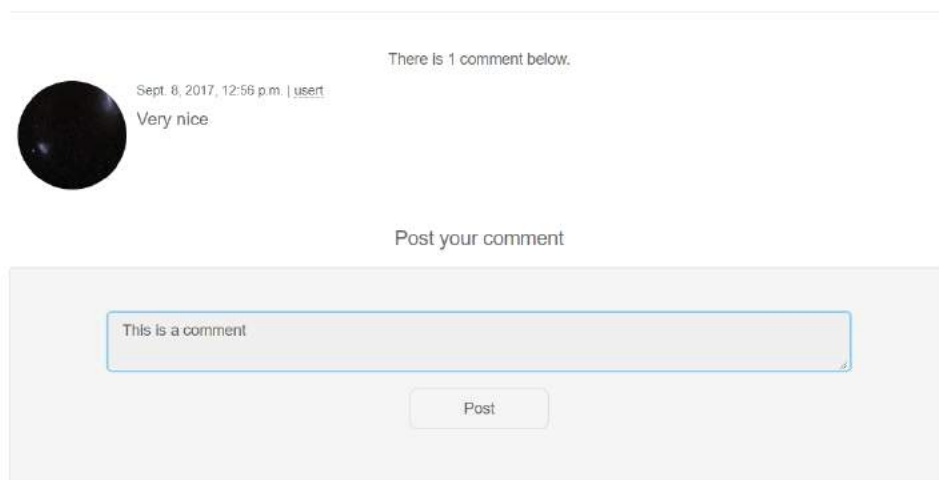 There is 1 comment below.
Sept. 8, 2017, 12:56 p.m. | usert
Very nice
Post your comment
This is a comment
Post